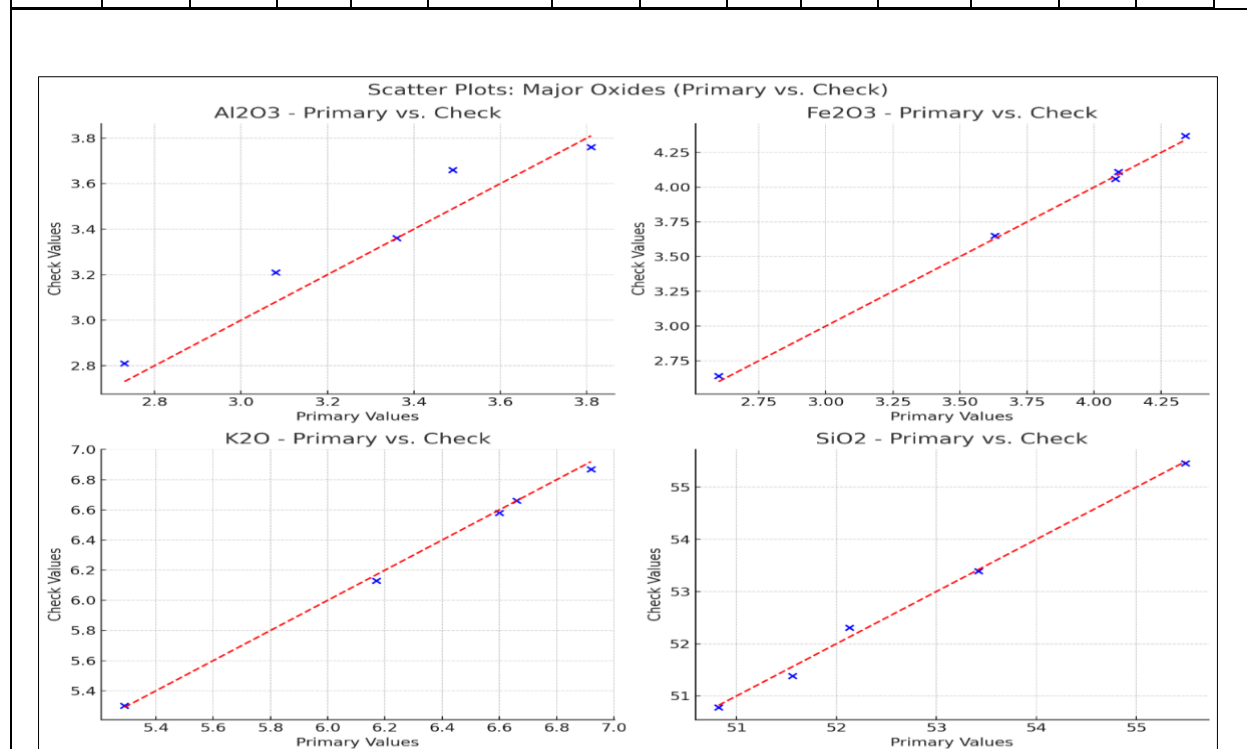 Scatter Plots: Major Oxides (Primary vs. Check)
Al2O3 - Primary vs. Check
Fe2O3 - Primary vs. Check
3.8
3.6
3.4
3.2
3.0
2.8
Check Values
2.8 3.0 3.2 3.4 3.6 3.8
Primary Values
4.25
4.00
3.75
3.50
3.25
3.00
2.75
Check Values
2.75 3.00 3.25 3.50 3.75 4.00 4.25
Primary Values
K2O - Primary vs. Check
SiO2 - Primary vs. Check
7.0
6.8
6.6
6.4
6.2
6.0
5.8
5.6
5.4
Check Values
5.4 5.6 5.8 6.0 6.2 6.4 6.6 6.8 7.0
Primary Values
55
54
53
52
51
Check Values
51 52 53 54 55
Primary Values